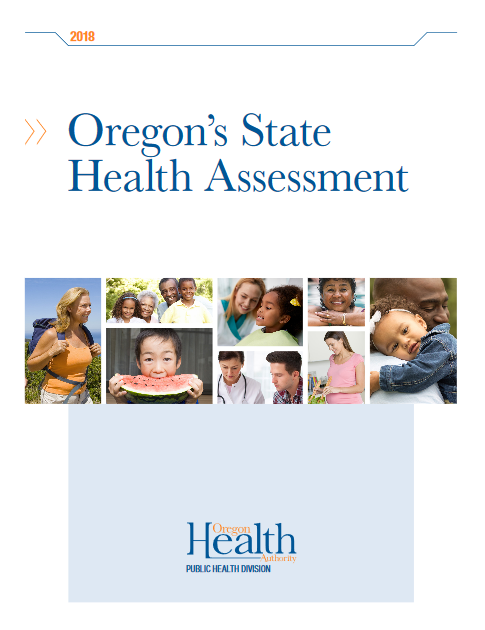 2018
Oregon's State
Health Assessment
Oregon
Health
Authority
PUBLIC HEALTH DIVISION